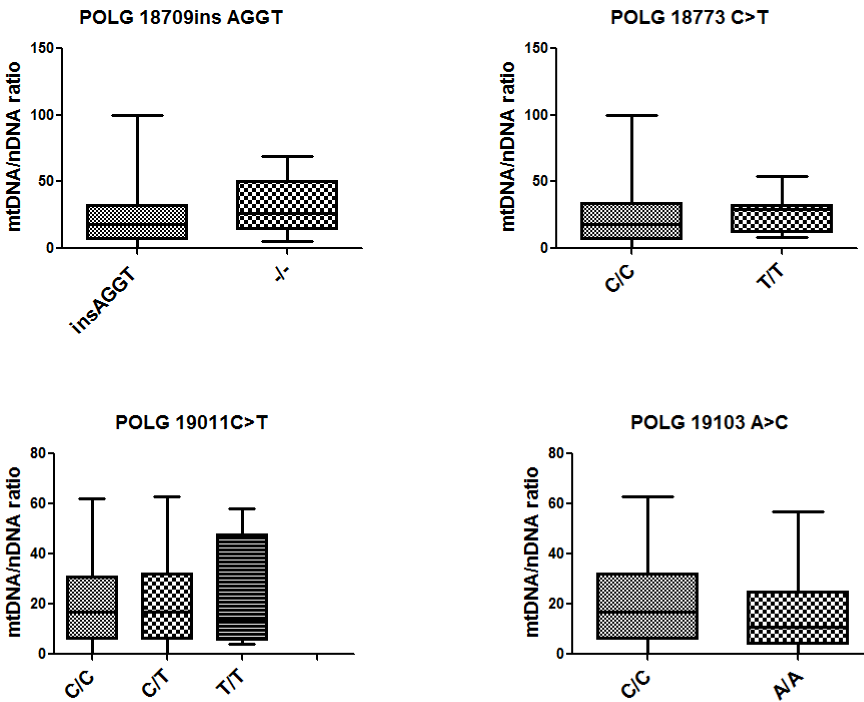 POLG 18709ins AGGT
mtDNA/nDNA ratio
150
100
50
0
insAGGT
-/-
POLG 18773 C>T
mtDNA/nDNA ratio
150
100
50
0
C/C
T/T
POLG 19011C>T
mtDNA/nDNA ratio
80
60
40
20
0
C/C
C/T
T/T
POLG 19103 A>C
mtDNA/nDNA ratio
80
60
40
20
0
C/C
A/A